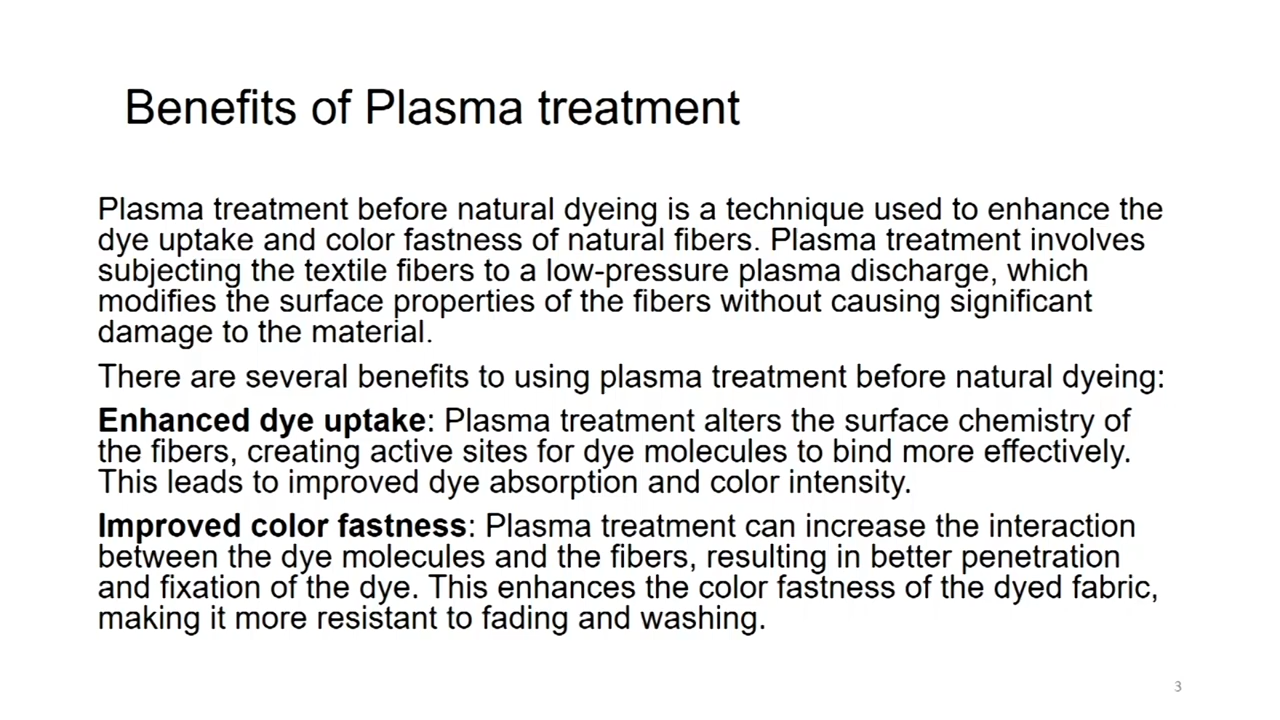 Benefits of Plasma treatment
Plasma treatment before natural dyeing is a technique used to enhance the
dye uptake and color fastness of natural fibers. Plasma treatment involves
subjecting the textile fibers to a low-pressure plasma discharge, which
modifies the surface properties of the fibers without causing significant
damage to the material.
There are several benefits to using plasma treatment before natural dyeing:
Enhanced dye uptake: Plasma treatment alters the surface chemistry of
the fibers, creating active sites for dye molecules to bind more effectively.
This leads to improved dye absorption and color intensity.
Improved color fastness: Plasma treatment can increase the interaction
between the dye molecules and the fibers, resulting in better penetration
and fixation of the dye. This enhances the color fastness of the dyed fabric,
making it more resistant to fading and washing.
3